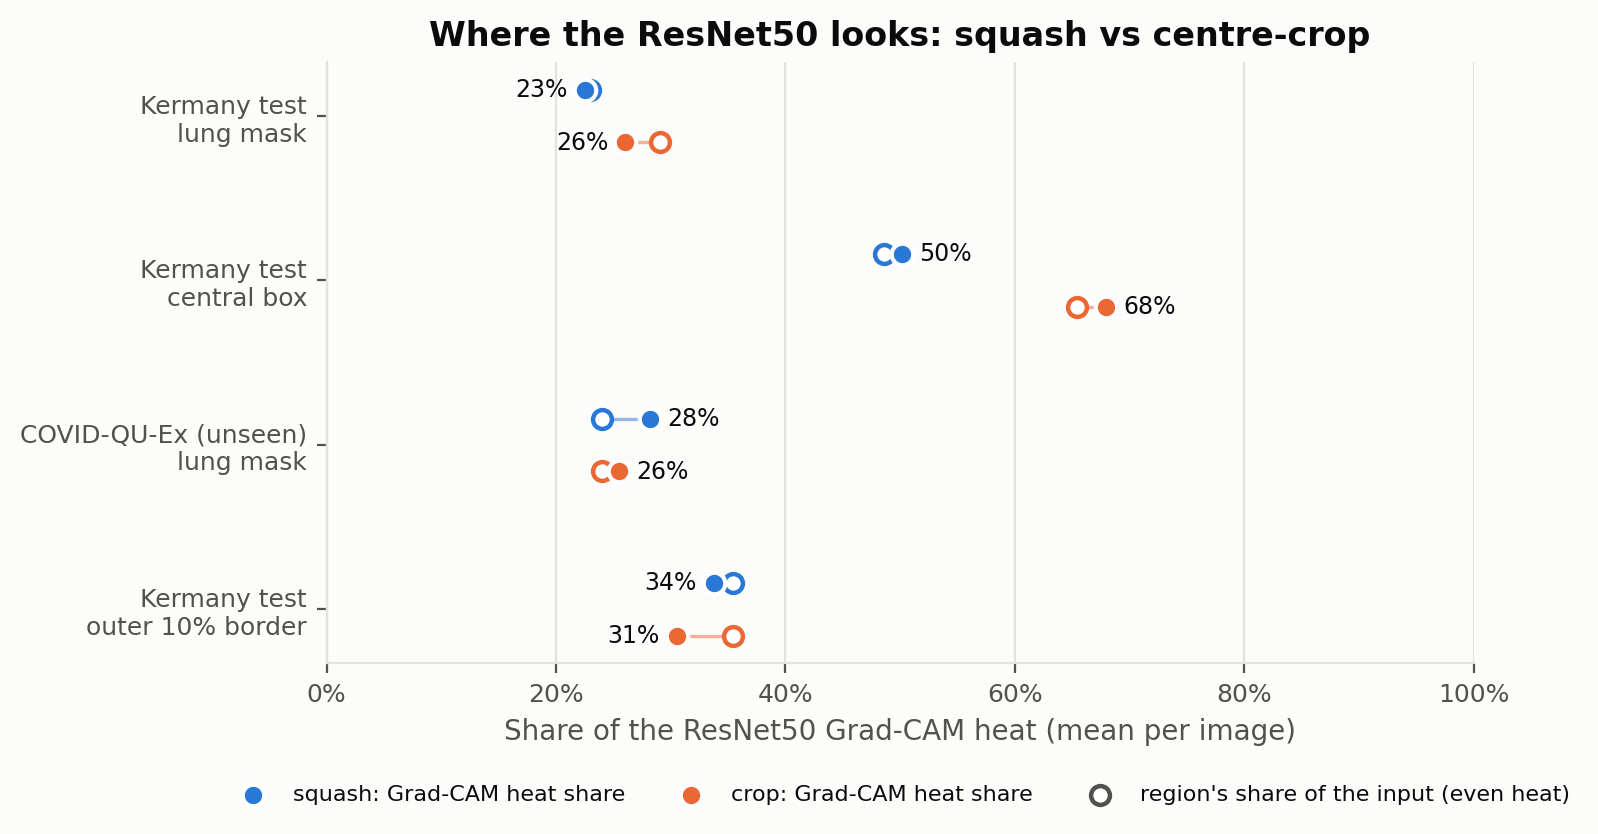 Where the ResNet50 looks: squash vs centre-crop
Kermany test
lung mask
23%
26%
Kermany test
central box
50%
68%
COVID-QU-Ex (unseen)
lung mask
28%
26%
Kermany test
outer 10% border
34%
31%
0%
20%
40%
60%
80%
100%
Share of the ResNet50 Grad-CAM heat (mean per image)
squash: Grad-CAM heat share
crop: Grad-CAM heat share
region's share of the input (even heat)